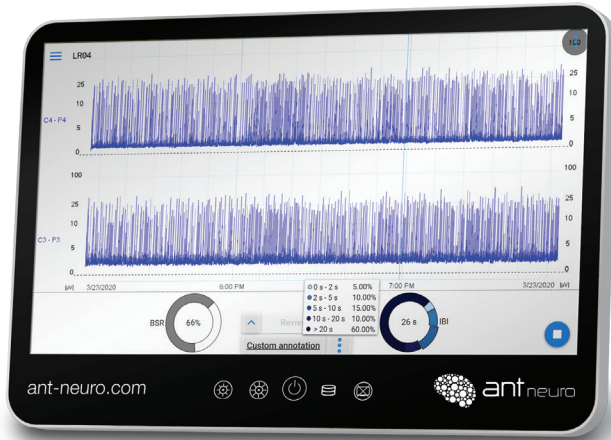 LR04
100
25
25
10
10
C4 - P4
5
5
0
0
100
100
25
25
10
10
C3 - P3
5
5
0
0
[µV] 3/23/2020 6:00 PM 7:00 PM 3/23/2020 [µV]
0 s - 2 s 5.00%
2 s - 5 s 10.00%
5 s - 10 s 15.00%
10 s - 20 s 10.00%
> 20 s 60.00%
BSR 66%
Review
26 s IBI
Custom annotation
ant-neuro.com
ant neuro